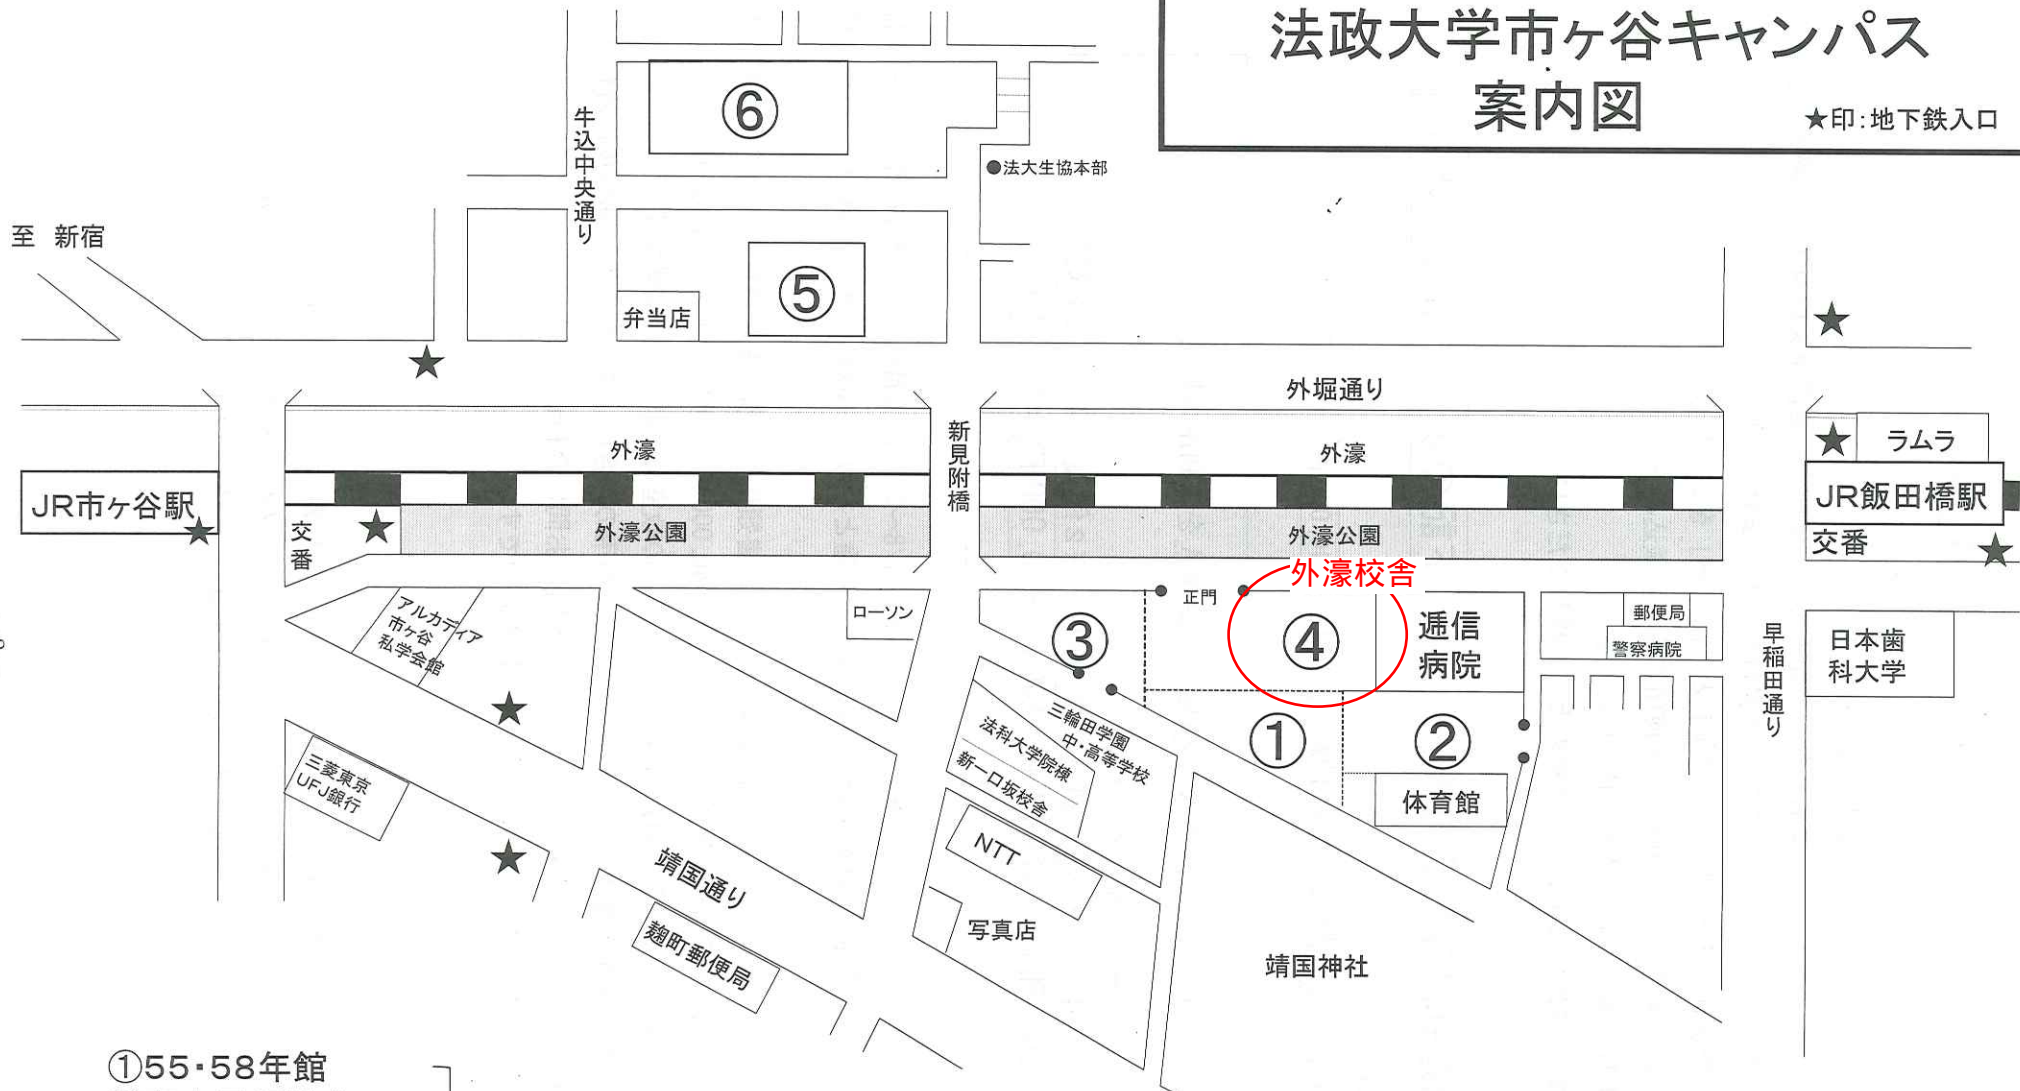 法政大学市ヶ谷キャンパス
案内図
★印:地下鉄入口
⑥
牛込中央通り
●法大生協本部
至 新宿
⑤
弁当店
外堀通り
外濠
新見附橋
外濠
ラムラ
JR市ヶ谷駅
JR飯田橋駅
交番
外濠公園
外濠公園
交番
外濠校舎
正門
ローソン
アルカディア
市ヶ谷
私学会館
③
④
逓信
病院
郵便局
警察病院
早稲田通り
日本歯
科大学
三輪田学園
中・高等学校
法科大学院棟
新一口坂校舎
①
②
体育館
三菱東京
UFJ銀行
NTT
靖国通り
写真店
麹町郵便局
靖国神社
①55・58年館